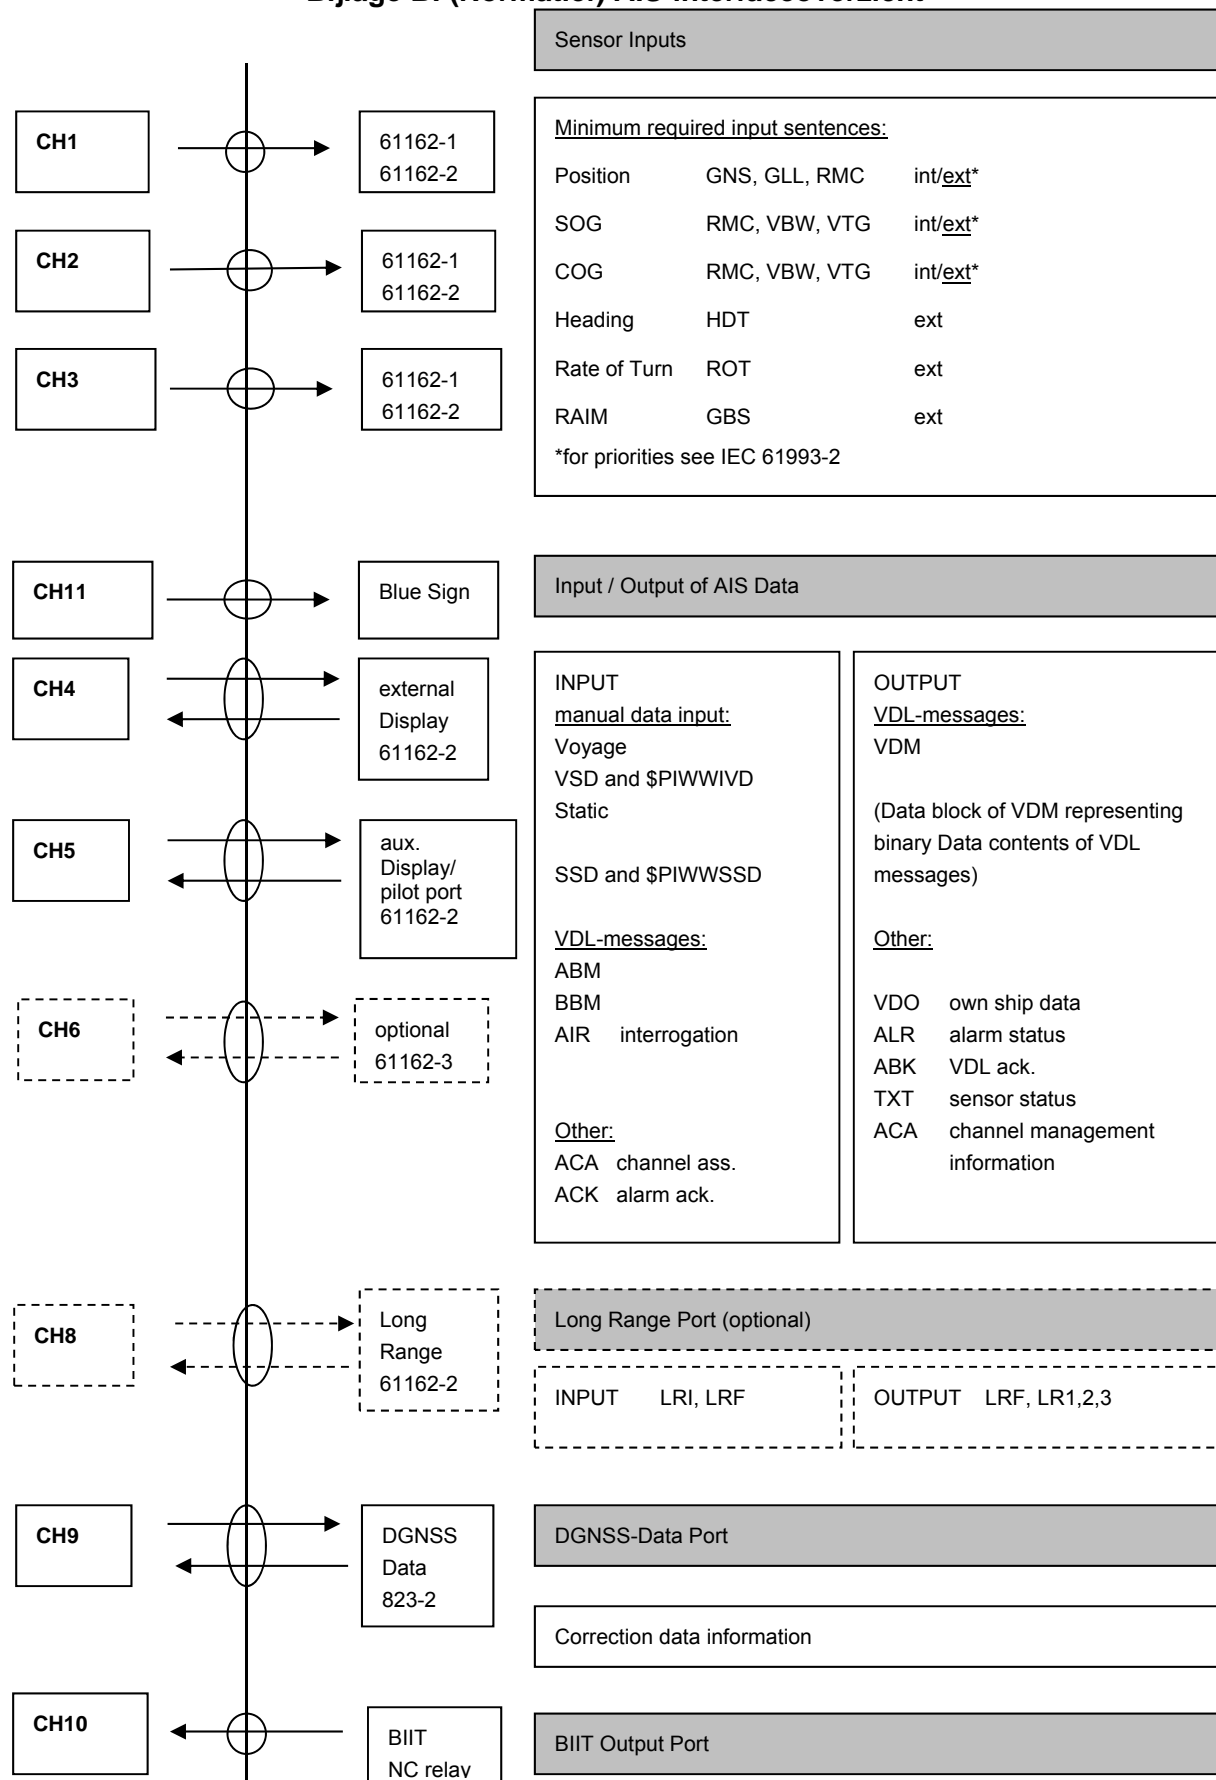 Bijlage B: (Normatief) AIS-interfaceoverzicht
Sensor Inputs
CH1
61162-1
61162-2
CH2
61162-1
61162-2
CH3
61162-1
61162-2
Minimum required input sentences:
Position GNS, GLL, RMC int/ext*
SOG RMC, VBW, VTG int/ext*
COG RMC, VBW, VTG int/ext*
Heading HDT ext
Rate of Turn ROT ext
RAIM GBS ext
*for priorities see IEC 61993-2
CH11
Blue Sign
Input / Output of AIS Data
CH4
external
Display
61162-2
CH5
aux.
Display/
pilot port
61162-2
CH6
optional
61162-3
INPUT
manual data input:
Voyage
VSD and $PIWWIVD
Static
SSD and $PIWWSSD
VDL-messages:
ABM
BBM
AIR interrogation
Other:
ACA channel ass.
ACK alarm ack.
OUTPUT
VDL-messages:
VDM
(Data block of VDM representing
binary Data contents of VDL
messages)
Other:
VDO own ship data
ALR alarm status
ABK VDL ack.
TXT sensor status
ACA channel management
information
CH8
Long
Range
61162-2
Long Range Port (optional)
INPUT LRI, LRF
OUTPUT LRF, LR1,2,3
CH9
DGNSS
Data
823-2
DGNSS-Data Port
Correction data information
CH10
BIIT
NC relay
BIIT Output Port